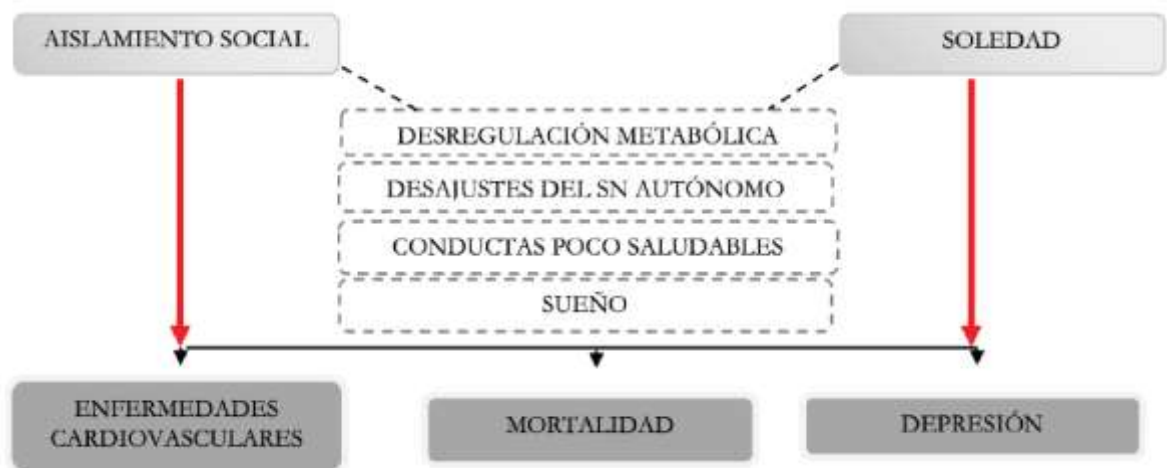 AISLAMIENTO SOCIAL
SOLEDAD
DESREGULACIÓN METABÓLICA
DESAJUSTES DEL SN AUTÓNOMO
CONDUCTAS POCO SALUDABLES
SUEÑO
ENFERMEDADES
CARDIOVASCULARES
MORTALIDAD
DEPRESIÓN